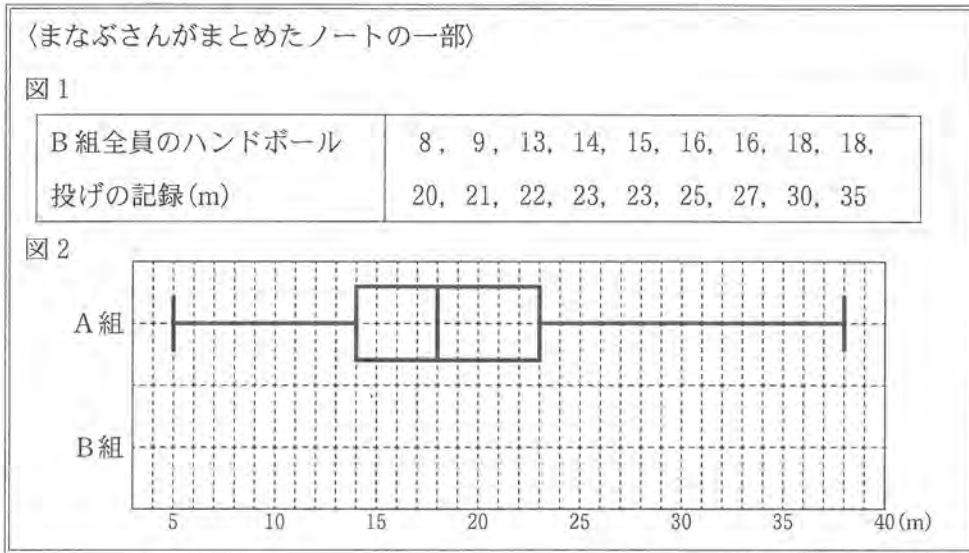 〈まなぶさんがまとめたノートの一部〉
図1
B組全員のハンドボール
投げの記録(m)
8, 9, 13, 14, 15, 16, 16, 18, 18,
20, 21, 22, 23, 23, 25, 27, 30, 35
図2
A組
B組
5 10 15 20 25 30 35 40(m)